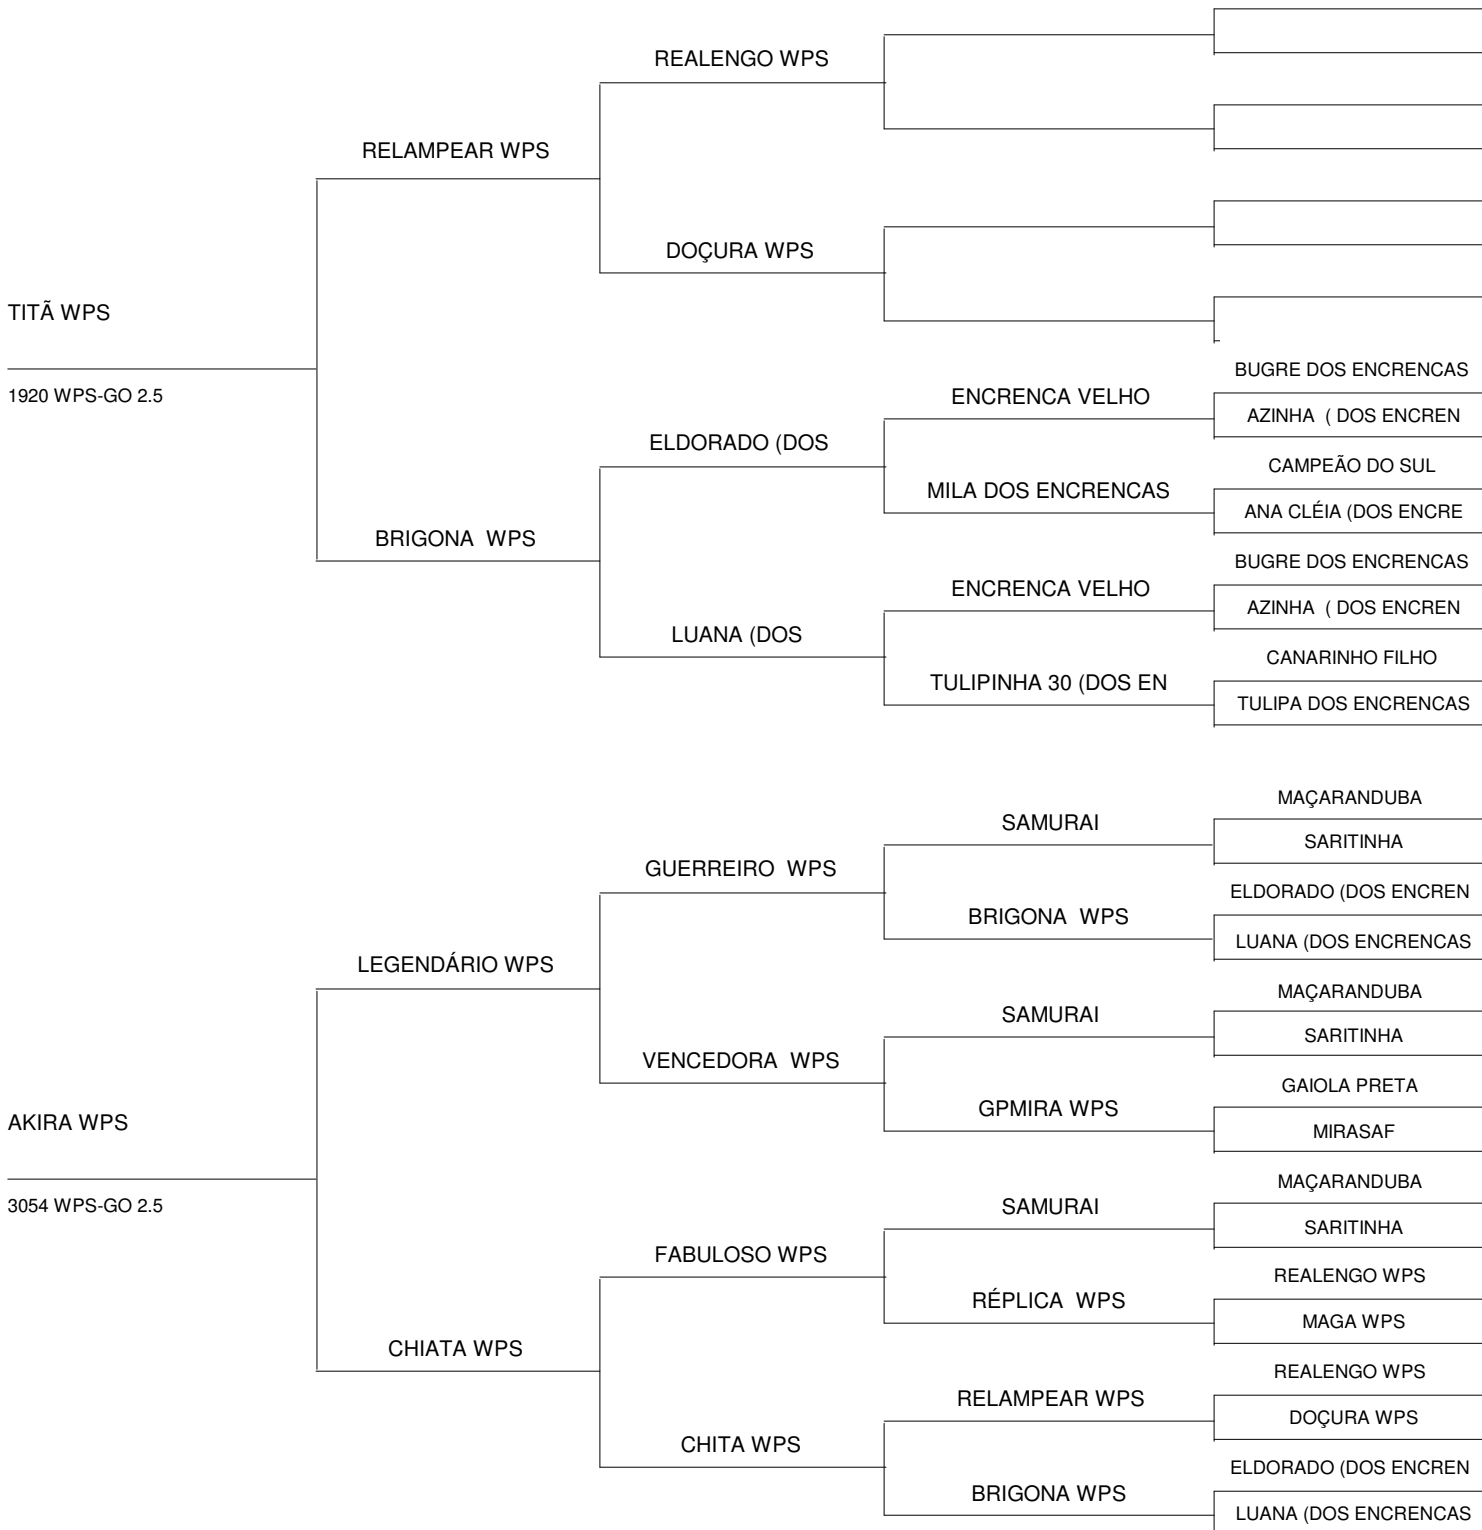 REALENGO WPS
RELAMPEAR WPS
DOÇURA WPS
TITÃ WPS
1920 WPS-GO 2.5
BUGRE DOS ENCRENCAS
ENCRENCA VELHO
AZINHA ( DOS ENCREN
ELDORADO (DOS
CAMPEÃO DO SUL
MILA DOS ENCRENCAS
ANA CLÉIA (DOS ENCRE
BRIGONA WPS
BUGRE DOS ENCRENCAS
ENCRENCA VELHO
AZINHA ( DOS ENCREN
LUANA (DOS
CANARINHO FILHO
TULIPINHA 30 (DOS EN
TULIPA DOS ENCRENCAS
MAÇARANDUBA
SAMURAI
SARITINHA
GUERREIRO WPS
ELDORADO (DOS ENCREN
BRIGONA WPS
LUANA (DOS ENCRENCAS
LEGENDÁRIO WPS
MAÇARANDUBA
SAMURAI
SARITINHA
VENCEDORA WPS
GAIOLA PRETA
GPMIRA WPS
MIRASAF
AKIRA WPS
3054 WPS-GO 2.5
MAÇARANDUBA
SAMURAI
SARITINHA
FABULOSO WPS
REALENGO WPS
RÉPLICA WPS
MAGA WPS
CHIATA WPS
REALENGO WPS
RELAMPEAR WPS
DOÇURA WPS
CHITA WPS
ELDORADO (DOS ENCREN
BRIGONA WPS
LUANA (DOS ENCRENCAS